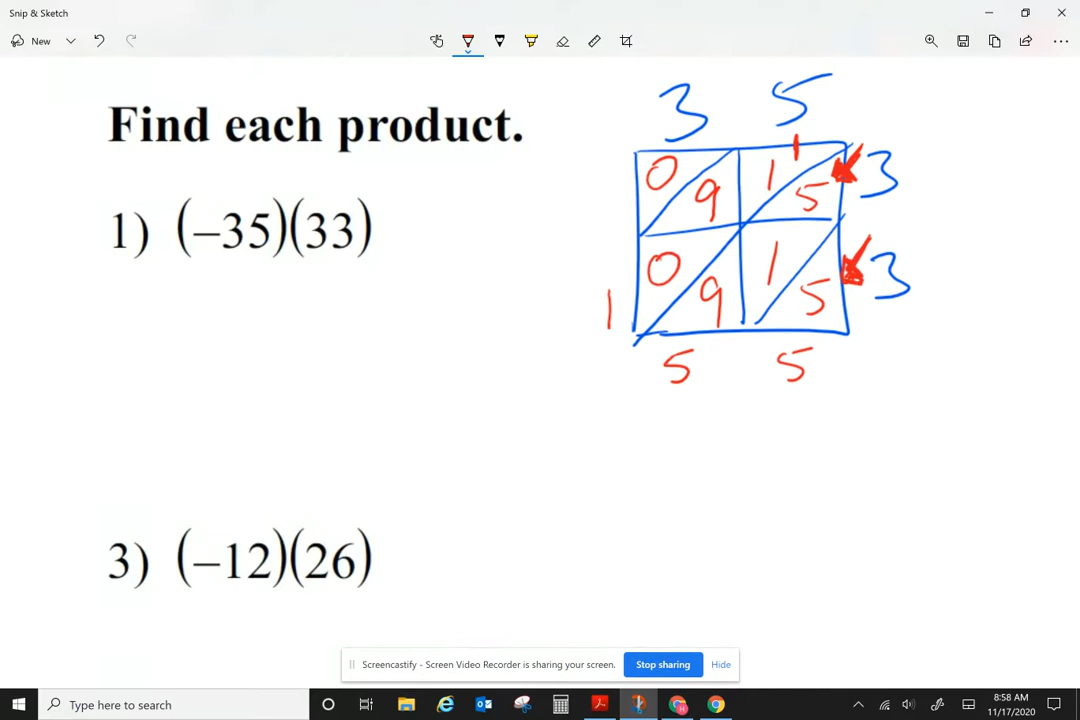 Snip & Sketch
New
Find each product.
3 5
1) (−35)(33)
0 9 1 1 5 3
0 9 1 5 3
1
5 5
3) (−12)(26)
Screencastify - Screen Video Recorder is sharing your screen.
Stop sharing
Hide
Type here to search
8:58 AM
11/17/2020